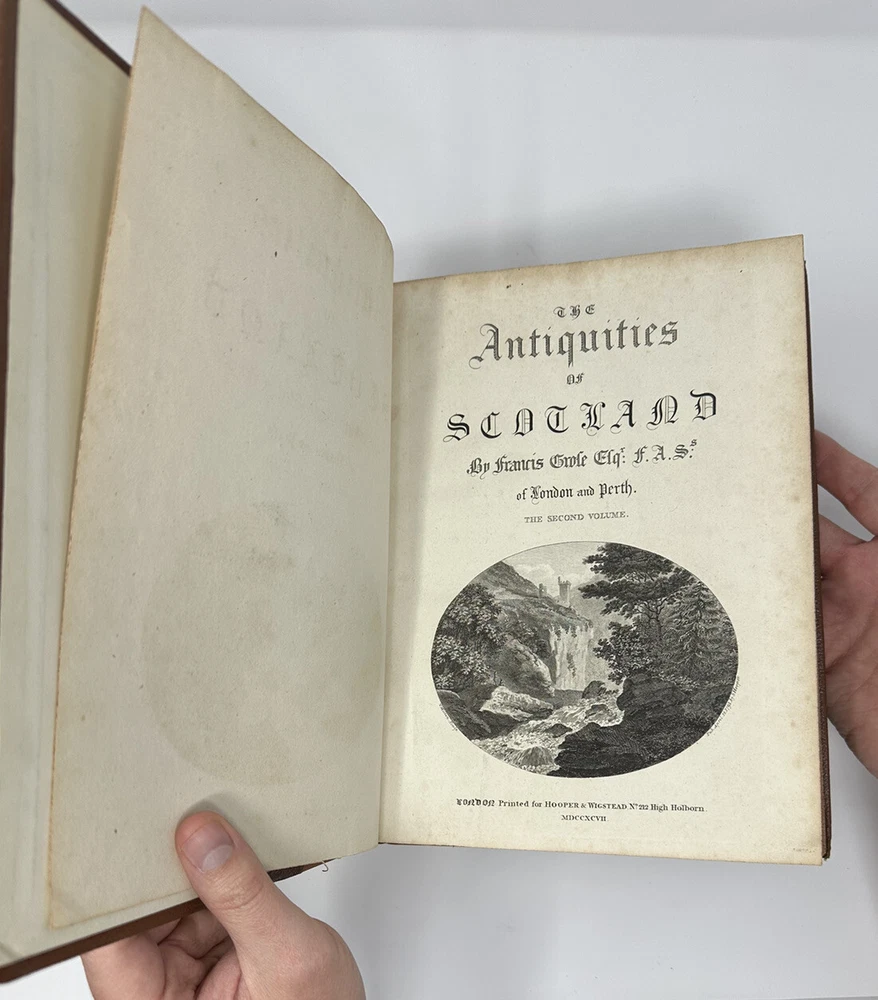 THE
Antiquities
OF
SCOTLAND
By Francis Grose Esqr: F.A.S:s
of London and Perth.
THE SECOND VOLUME.
LONDON Printed for HOOPER & WIGSTEAD No. 212 High Holborn.
MDCCXCVII